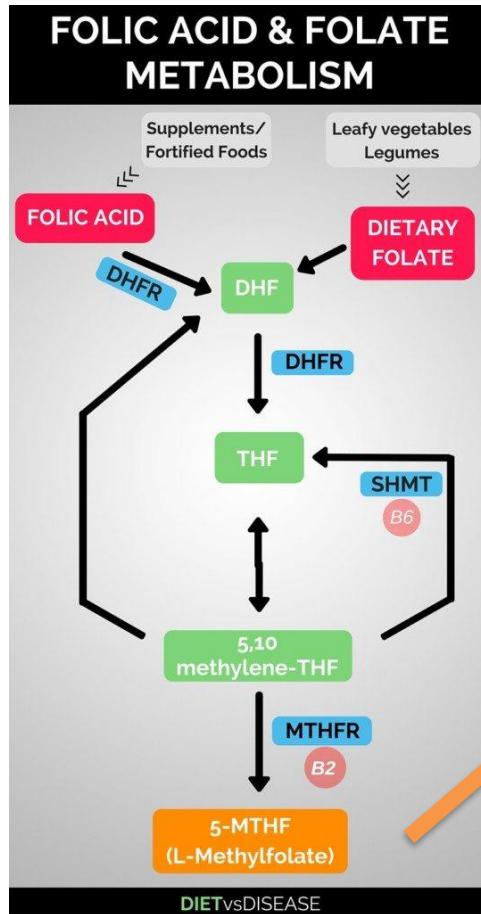 FOLIC ACID & FOLATE
METABOLISM
Supplements/
Fortified Foods
Leafy vegetables
Legumes
FOLIC ACID
DIETARY
FOLATE
DHFR
DHF
DHFR
THF
SHMT
B6
5,10
methylene-THF
MTHFR
B2
5-MTHF
(L-Methylfolate)
DIETvsDISEASE